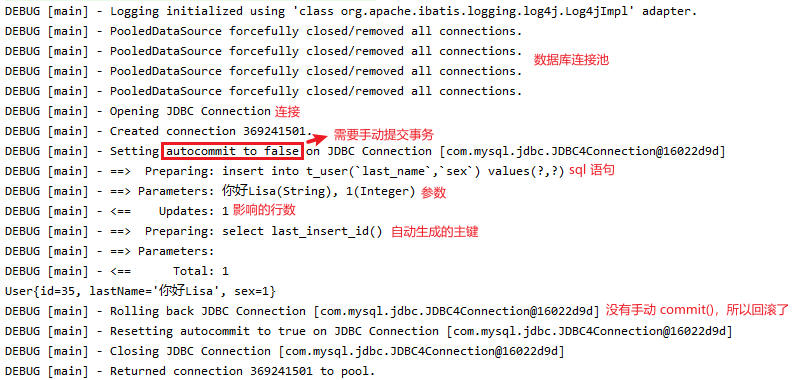 DEBUG [main] - Logging initialized using 'class org.apache.ibatis.logging.log4j.Log4jImpl' adapter.
DEBUG [main] - PooledDataSource forcefully closed/removed all connections.
DEBUG [main] - PooledDataSource forcefully closed/removed all connections.
数据库连接池
DEBUG [main] - PooledDataSource forcefully closed/removed all connections.
DEBUG [main] - PooledDataSource forcefully closed/removed all connections.
DEBUG [main] - Opening JDBC Connection 连接
DEBUG [main] - Created connection 369241501. 需要手动提交事务
DEBUG [main] - Setting autocommit to false on JDBC Connection [com.mysql.jdbc.JDBC4Connection@16022d9d]
DEBUG [main] - ==>  Preparing: insert into t_user(`last_name`,`sex`) values(?,?) sql 语句
DEBUG [main] - ==> Parameters: 你好Lisa(String), 1(Integer) 参数
DEBUG [main] - <==    Updates: 1 影响的行数
DEBUG [main] - ==>  Preparing: select last_insert_id() 自动生成的主键
DEBUG [main] - ==> Parameters:
DEBUG [main] - <==      Total: 1
User{id=35, lastName='你好Lisa', sex=1}
DEBUG [main] - Rolling back JDBC Connection [com.mysql.jdbc.JDBC4Connection@16022d9d] 没有手动 commit()，所以回滚了
DEBUG [main] - Resetting autocommit to true on JDBC Connection [com.mysql.jdbc.JDBC4Connection@16022d9d]
DEBUG [main] - Closing JDBC Connection [com.mysql.jdbc.JDBC4Connection@16022d9d]
DEBUG [main] - Returned connection 369241501 to pool.